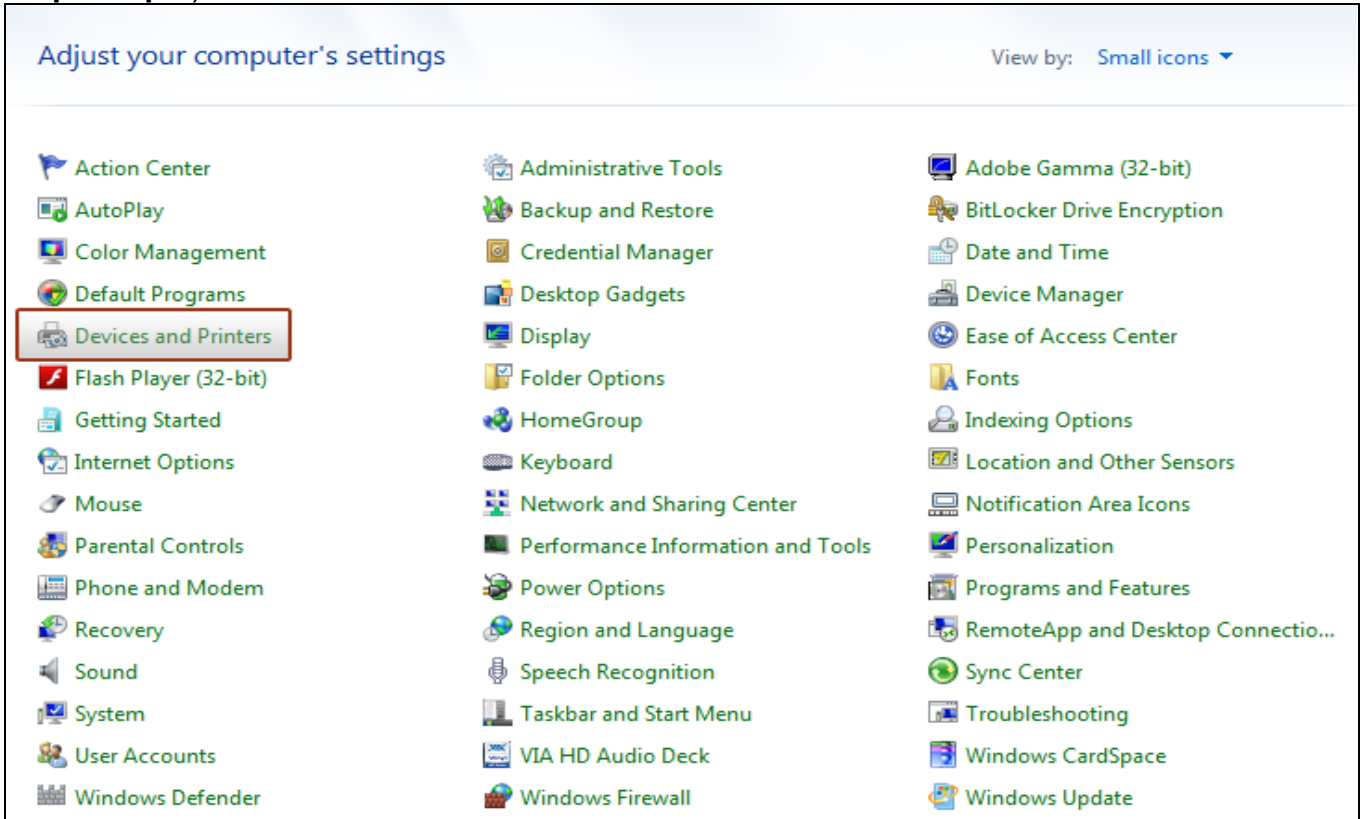 Adjust your computer's settings
View by: Small icons
Action Center Administrative Tools Adobe Gamma (32-bit)
AutoPlay Backup and Restore BitLocker Drive Encryption
Color Management Credential Manager Date and Time
Default Programs Desktop Gadgets Device Manager
Devices and Printers Display Ease of Access Center
Flash Player (32-bit) Folder Options Fonts
Getting Started HomeGroup Indexing Options
Internet Options Keyboard Location and Other Sensors
Mouse Network and Sharing Center Notification Area Icons
Parental Controls Performance Information and Tools Personalization
Phone and Modem Power Options Programs and Features
Recovery Region and Language RemoteApp and Desktop Connectio...
Sound Speech Recognition Sync Center
System Taskbar and Start Menu Troubleshooting
User Accounts VIA HD Audio Deck Windows CardSpace
Windows Defender Windows Firewall Windows Update